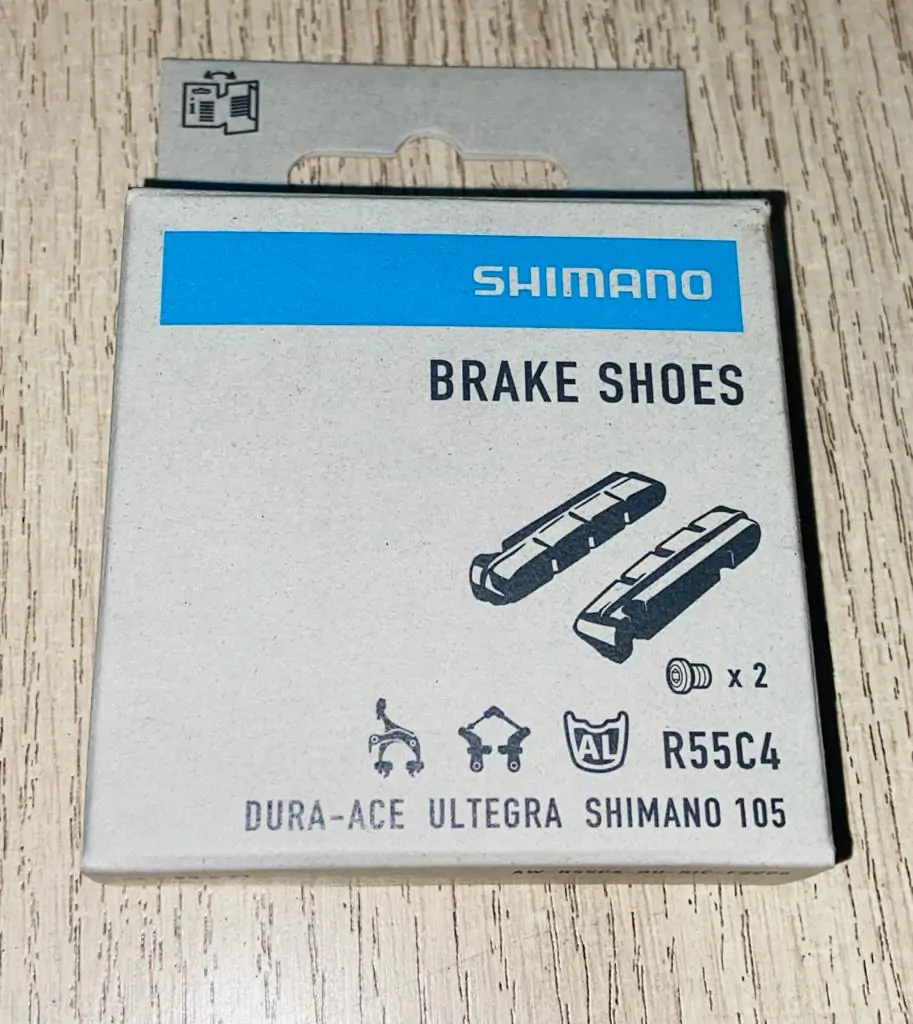 SHIMANO
BRAKE SHOES
x 2
AL
R55C4
DURA-ACE ULTEGRA SHIMANO 105